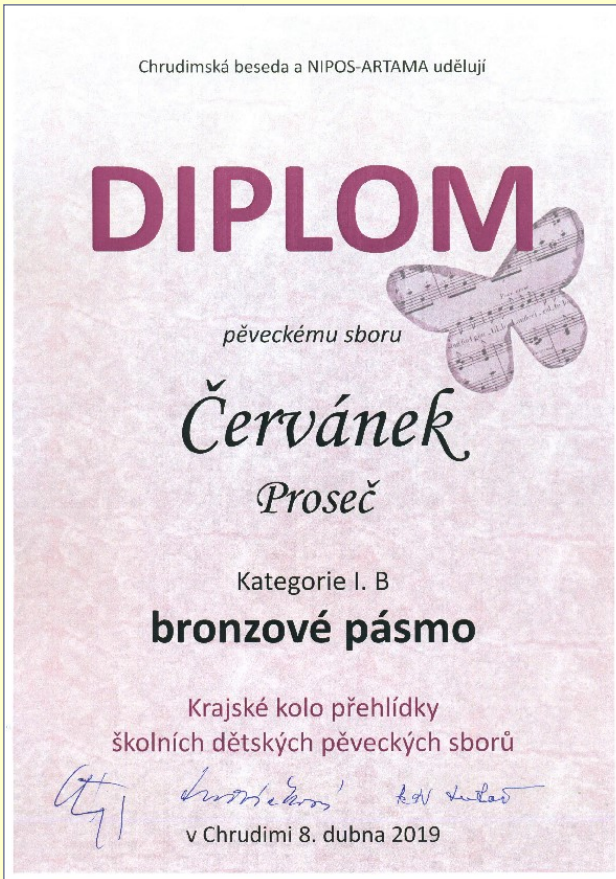 Chrudimská beseda a NIPOS-ARTAMA udělují
DIPLOM
pěveckému sboru
Červánek
Proseč
Kategorie I. B
bronzové pásmo
Krajské kolo přehlídky
školních dětských pěveckých sborů
v Chrudimi 8. dubna 2019